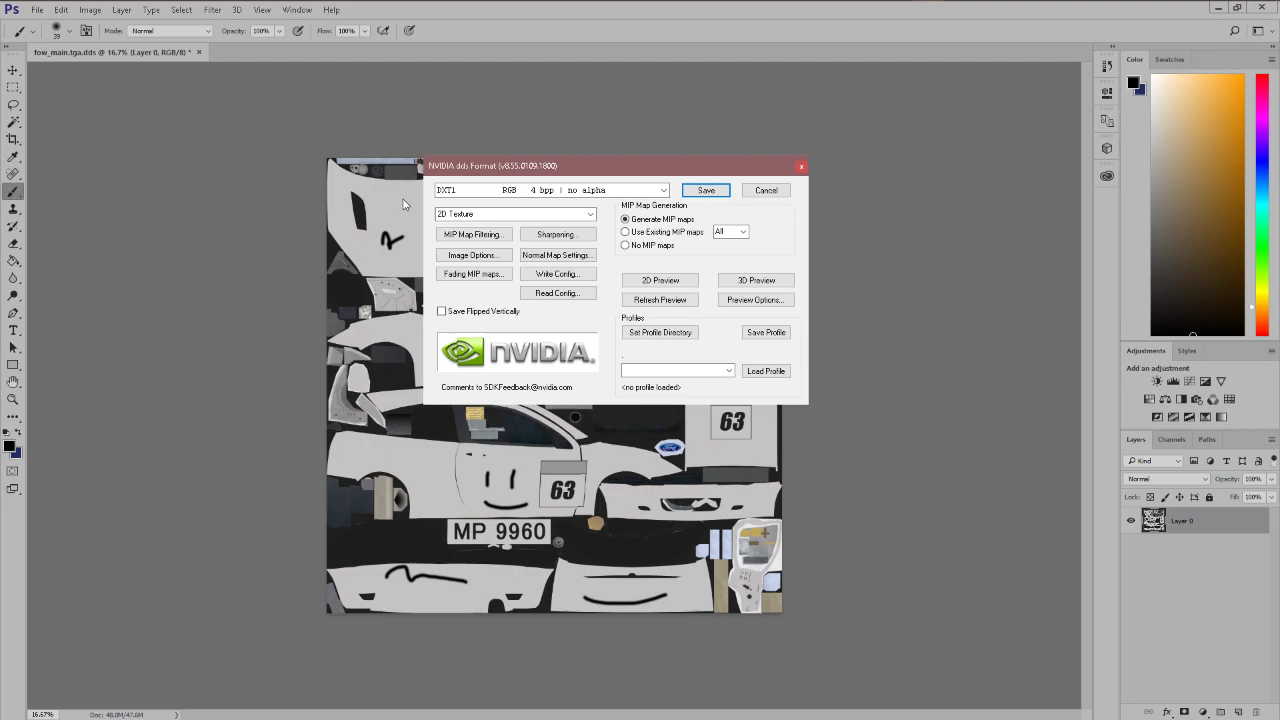 Ps File Edit Image Layer Type Select Filter 3D View Window Help
39 Mode: Normal Opacity: 100% Flow: 100%
fow_main.tga.dds @ 16.7% (Layer 0, RGB/8) * ×
Color Swatches
NVIDIA dds Format (v8.55.0109.1800) x
DXT1 RGB 4 bpp | no alpha Save Cancel
2D Texture
MIP Map Generation
Generate MIP maps
Use Existing MIP maps All
No MIP maps
MIP Map Filtering... Sharpening...
Image Options... Normal Map Settings...
Fading MIP maps... Write Config...
Read Config...
2D Preview 3D Preview
Refresh Preview Preview Options...
Save Flipped Vertically
Profiles
Set Profile Directory Save Profile
.
nVIDIA.
Load Profile
Comments to SDKFeedback@nvidia.com <no profile loaded>
Adjustments Styles
Add an adjustment
63
Ford
63
MP 9960
Layers Channels Paths
Kind
Normal Opacity: 100%
Lock: Fill: 100%
Layer 0
16.67% Doc: 48.0M/47.6M